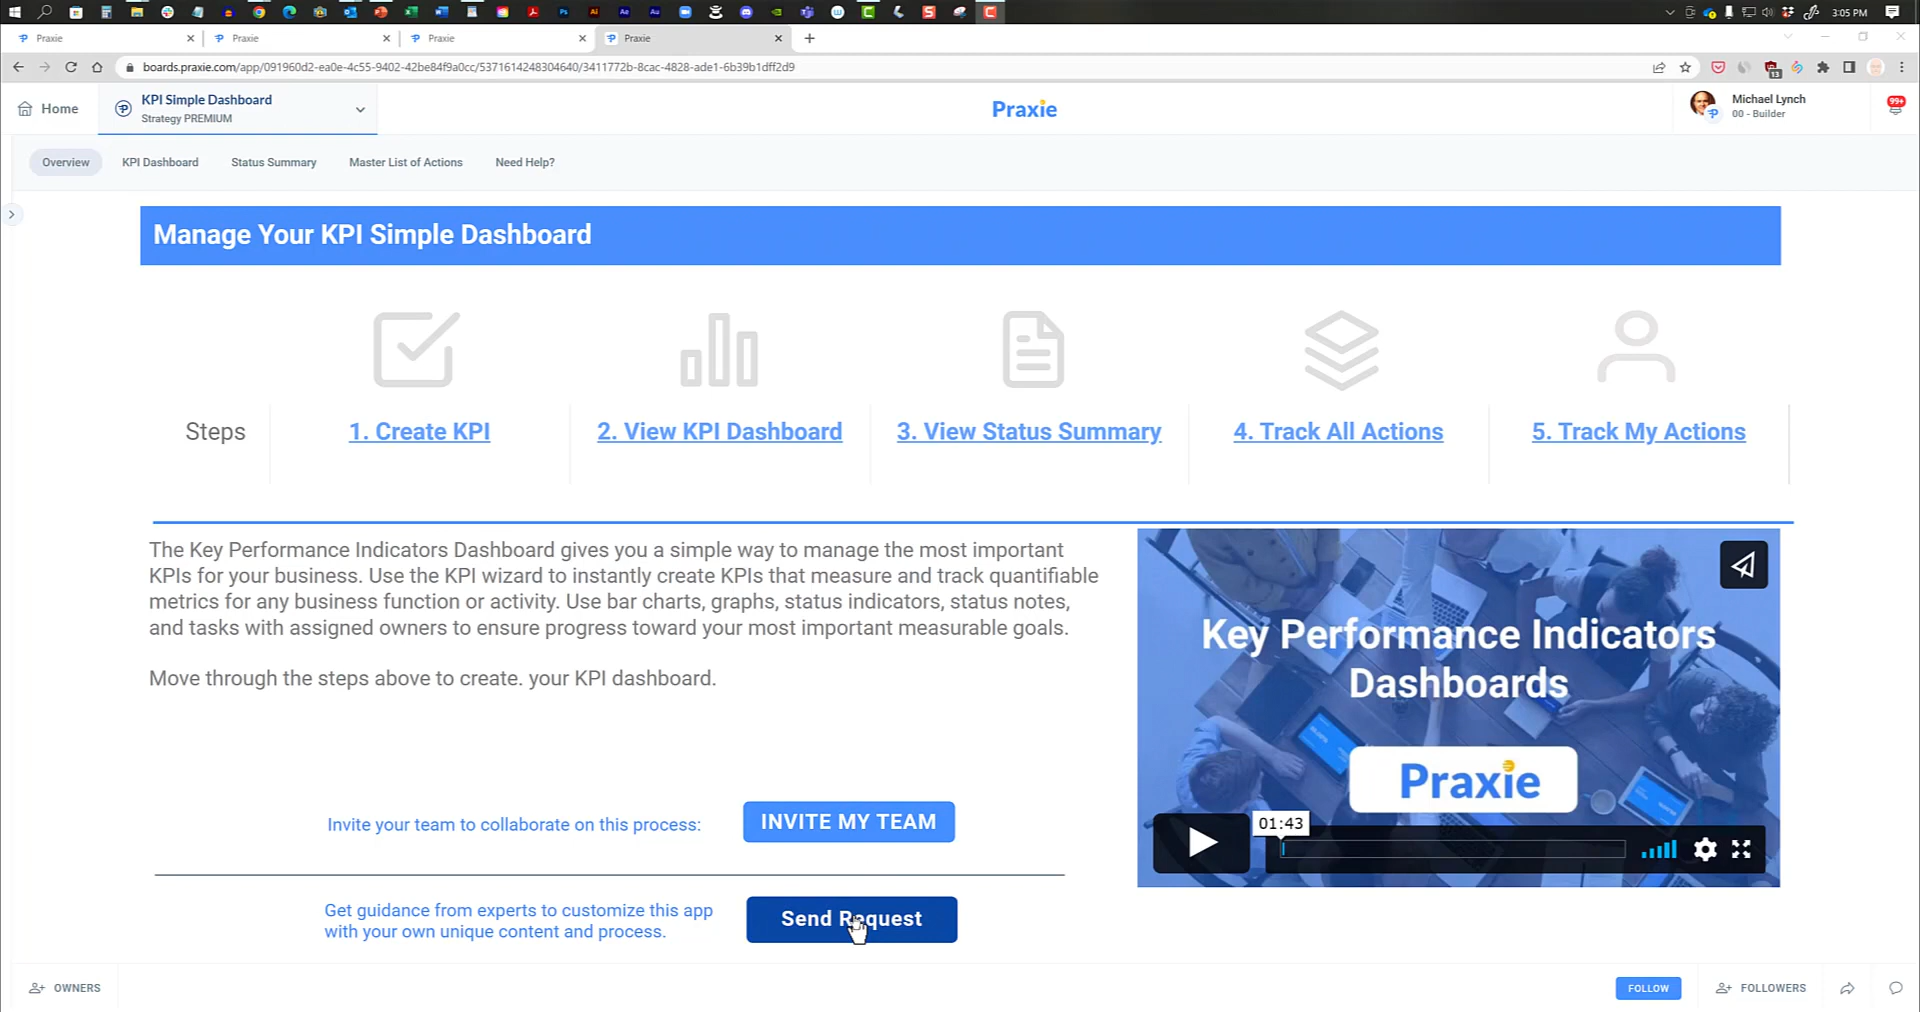 3:05 PM
Praxie
Praxie
Praxie
Praxie
boards.praxie.com/app/091960d2-ea0e-4c55-9402-42be84f9a0cc/5371614248304640/3411772b-8cac-4828-ade1-6b39b1dff2d9
13
Home
KPI Simple Dashboard
Strategy PREMIUM
Praxie
Michael Lynch
00 - Builder
99+
Overview
KPI Dashboard
Status Summary
Master List of Actions
Need Help?
Manage Your KPI Simple Dashboard
Steps
1. Create KPI
2. View KPI Dashboard
3. View Status Summary
4. Track All Actions
5. Track My Actions
The Key Performance Indicators Dashboard gives you a simple way to manage the most important
KPIs for your business. Use the KPI wizard to instantly create KPIs that measure and track quantifiable
metrics for any business function or activity. Use bar charts, graphs, status indicators, status notes,
and tasks with assigned owners to ensure progress toward your most important measurable goals.
Move through the steps above to create. your KPI dashboard.
Key Performance Indicators
Dashboards
Praxie
01:43
Invite your team to collaborate on this process:
INVITE MY TEAM
Get guidance from experts to customize this app
with your own unique content and process.
Send Request
OWNERS
FOLLOW
FOLLOWERS